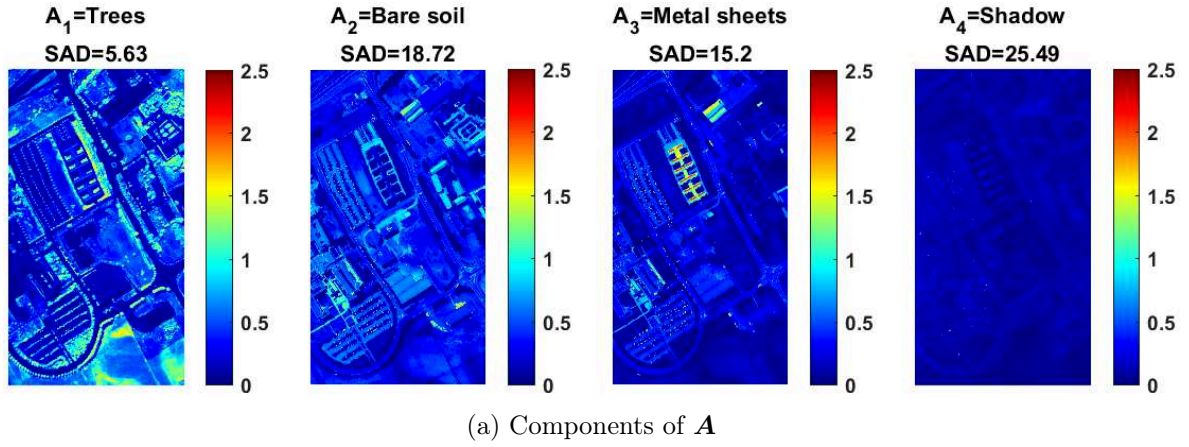 A₁=Trees
SAD=5.63
2.5
2
1.5
1
0.5
0
A₂=Bare soil
SAD=18.72
2.5
2
1.5
1
0.5
0
A₃=Metal sheets
SAD=15.2
2.5
2
1.5
1
0.5
0
A₄=Shadow
SAD=25.49
2.5
2
1.5
1
0.5
0
(a) Components of A